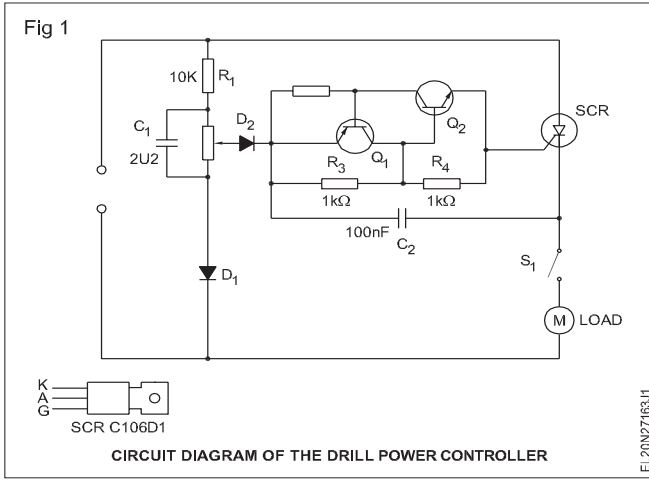 Fig 1
10K R1
C1
2U2
D2
Q1
Q2
R3
1kΩ
R4
1kΩ
100nF
C2
SCR
S1
M LOAD
D1
K
A
G
SCR C106D1
CIRCUIT DIAGRAM OF THE DRILL POWER CONTROLLER
EL20N27163J1